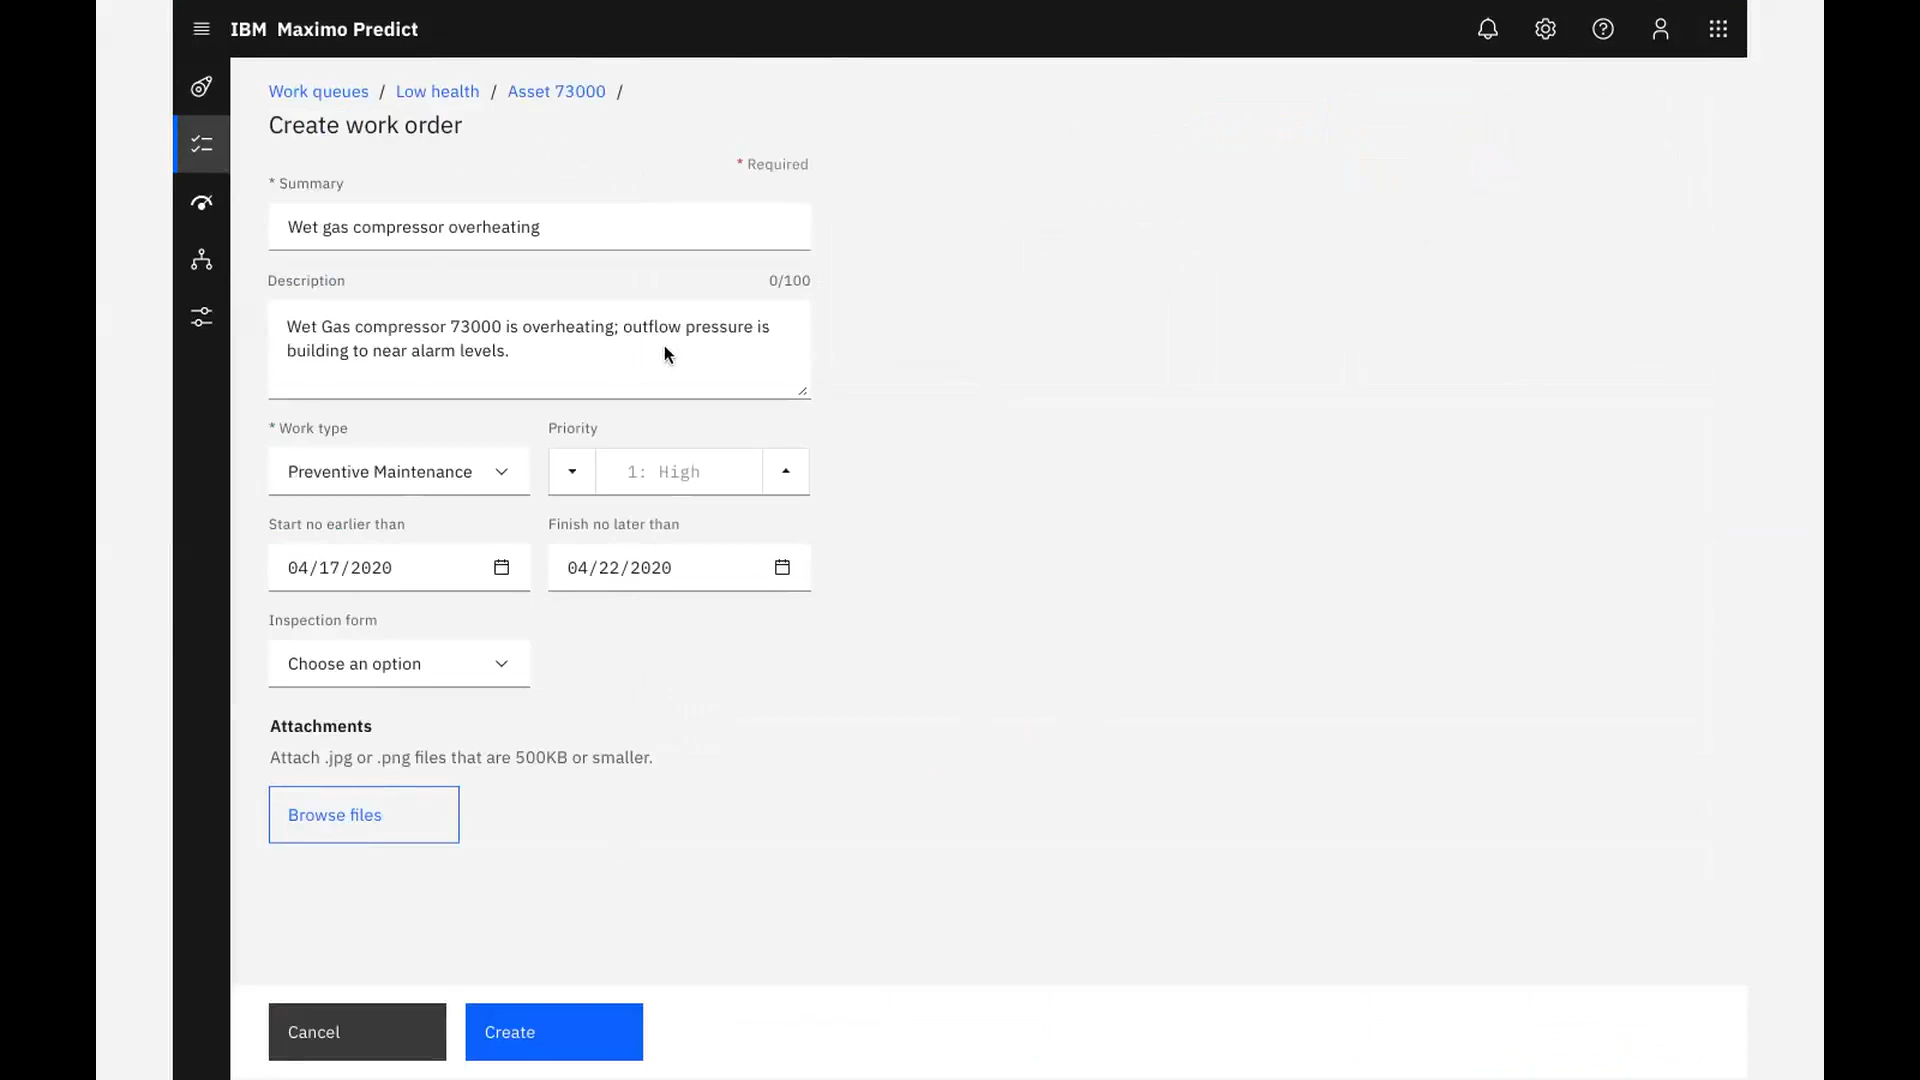 IBM Maximo Predict
Work queues / Low health / Asset 73000 /
Create work order
* Required
* Summary
Wet gas compressor overheating
Description 0/100
Wet Gas compressor 73000 is overheating; outflow pressure is
building to near alarm levels.
* Work type Priority
Preventive Maintenance 1: High
Start no earlier than Finish no later than
04/17/2020 04/22/2020
Inspection form
Choose an option
Attachments
Attach .jpg or .png files that are 500KB or smaller.
Browse files
Cancel Create